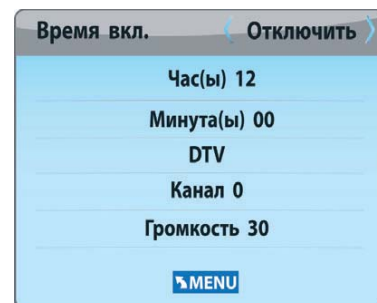 Время вкл. Отключить
Час(ы) 12
Минута(ы) 00
DTV
Канал 0
Громкость 30
MENU